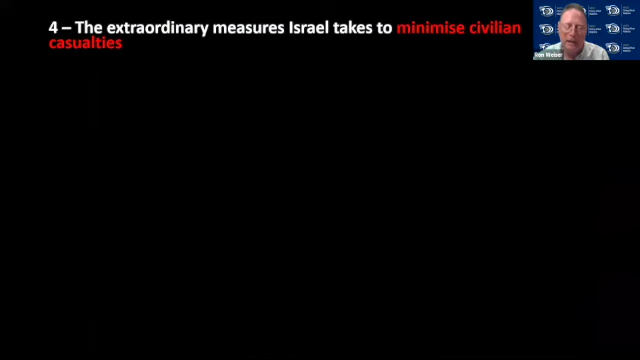 4 – The extraordinary measures Israel takes to minimise civilian
casualties
Ron Weiser